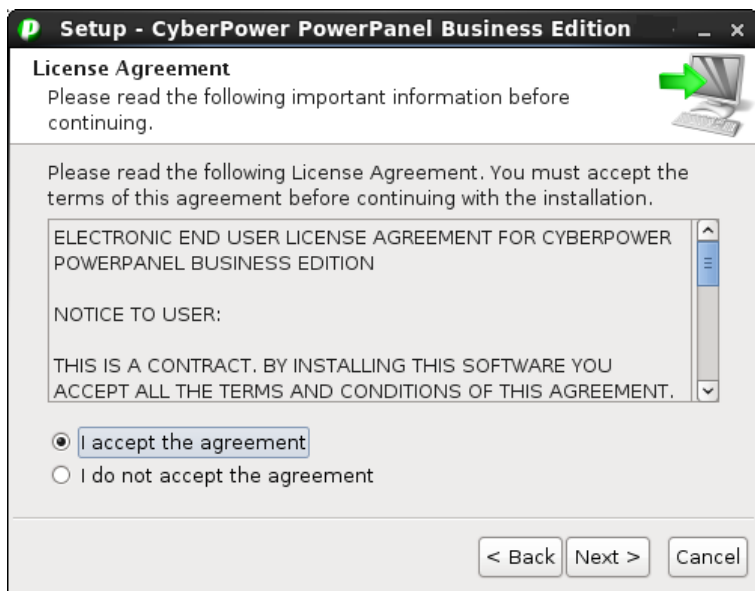 Setup - CyberPower PowerPanel Business Edition
License Agreement
Please read the following important information before
continuing.
Please read the following License Agreement. You must accept the
terms of this agreement before continuing with the installation.
ELECTRONIC END USER LICENSE AGREEMENT FOR CYBERPOWER
POWERPANEL BUSINESS EDITION
NOTICE TO USER:
THIS IS A CONTRACT. BY INSTALLING THIS SOFTWARE YOU
ACCEPT ALL THE TERMS AND CONDITIONS OF THIS AGREEMENT.
I accept the agreement
I do not accept the agreement
< Back Next > Cancel